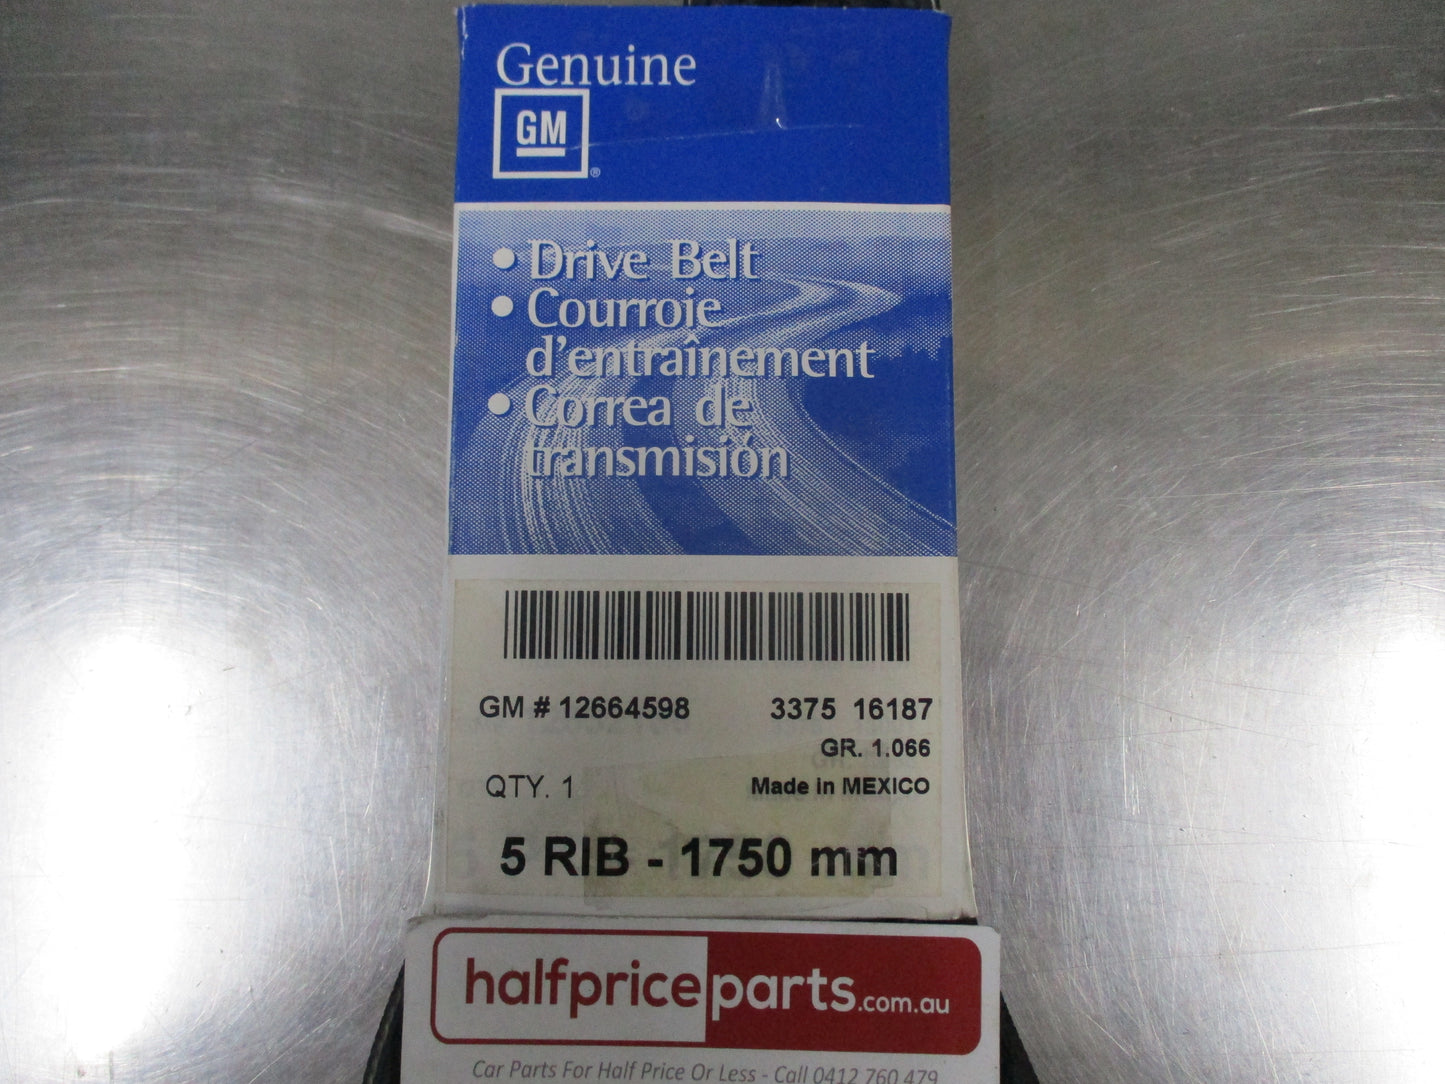 Genuine
GM
®
• Drive Belt
• Courroie
d'entraînement
• Correa de
transmisión
GM # 12664598 3375 16187
GR. 1.066
QTY. 1 Made in MEXICO
5 RIB - 1750 mm
halfpriceparts.com.au
Car Parts For Half Price Or Less - Call 0412 760 479